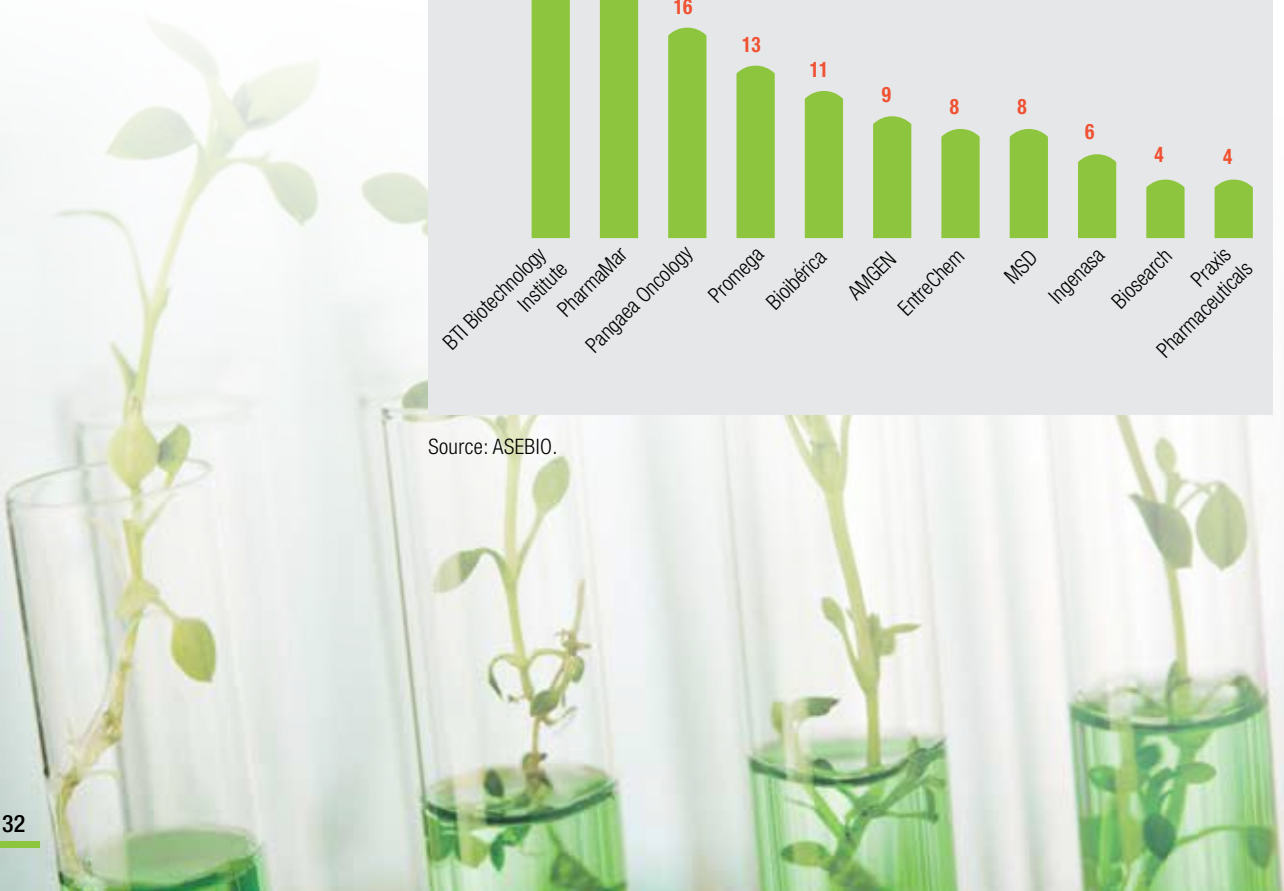 16
13
11
9
8
8
6
4
4
BTI Biotechnology
Institute
PharmaMar
Pangaea Oncology
Promega
Bioibérica
AMGEN
EntreChem
MSD
Ingenasa
Biosearch
Praxis
Pharmaceuticals
Source: ASEBIO.
32